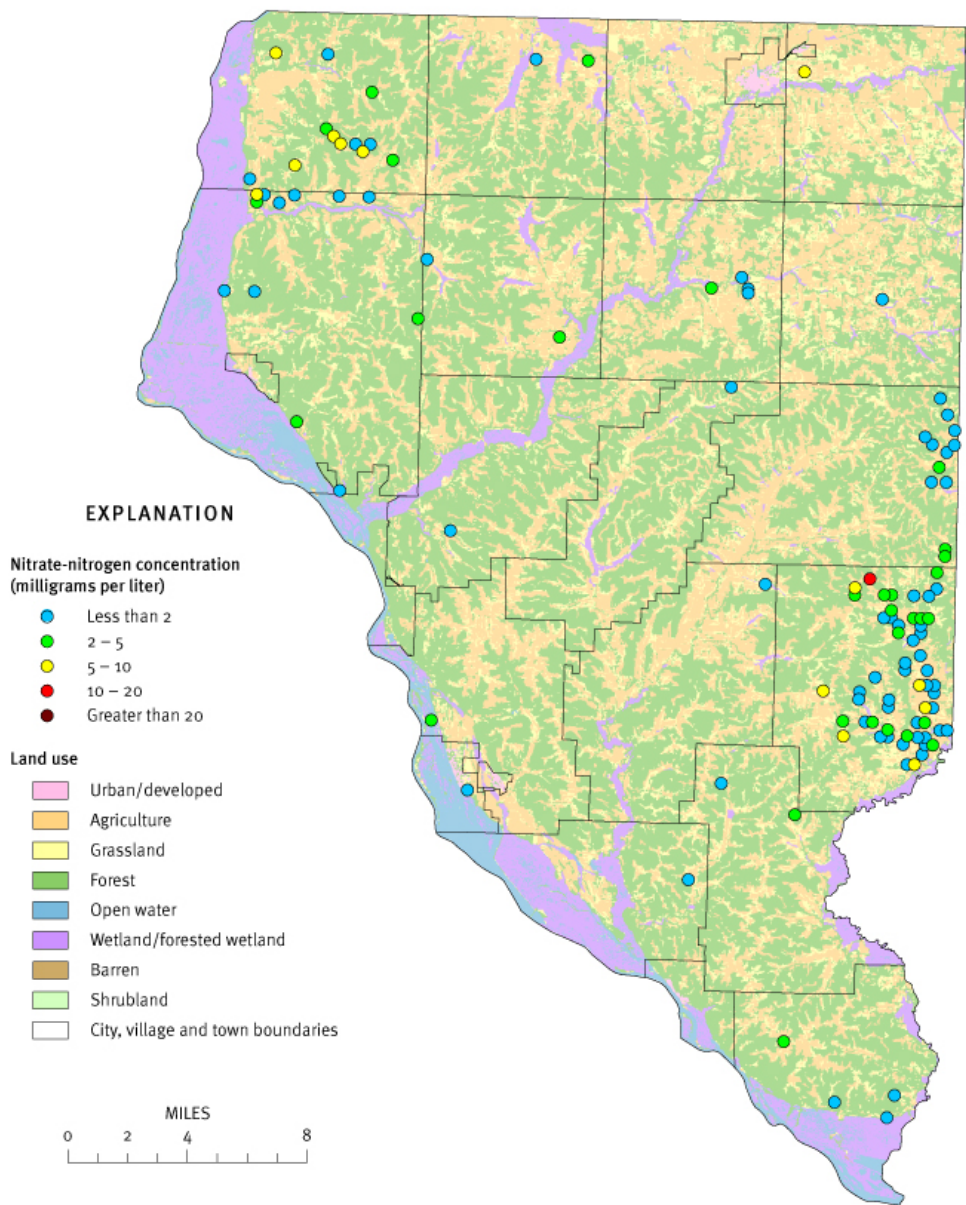 EXPLANATION
Nitrate-nitrogen concentration
(milligrams per liter)
Less than 2
2 – 5
5 – 10
10 – 20
Greater than 20
Land use
Urban/developed
Agriculture
Grassland
Forest
Open water
Wetland/forested wetland
Barren
Shrubland
City, village and town boundaries
MILES
0 2 4 8